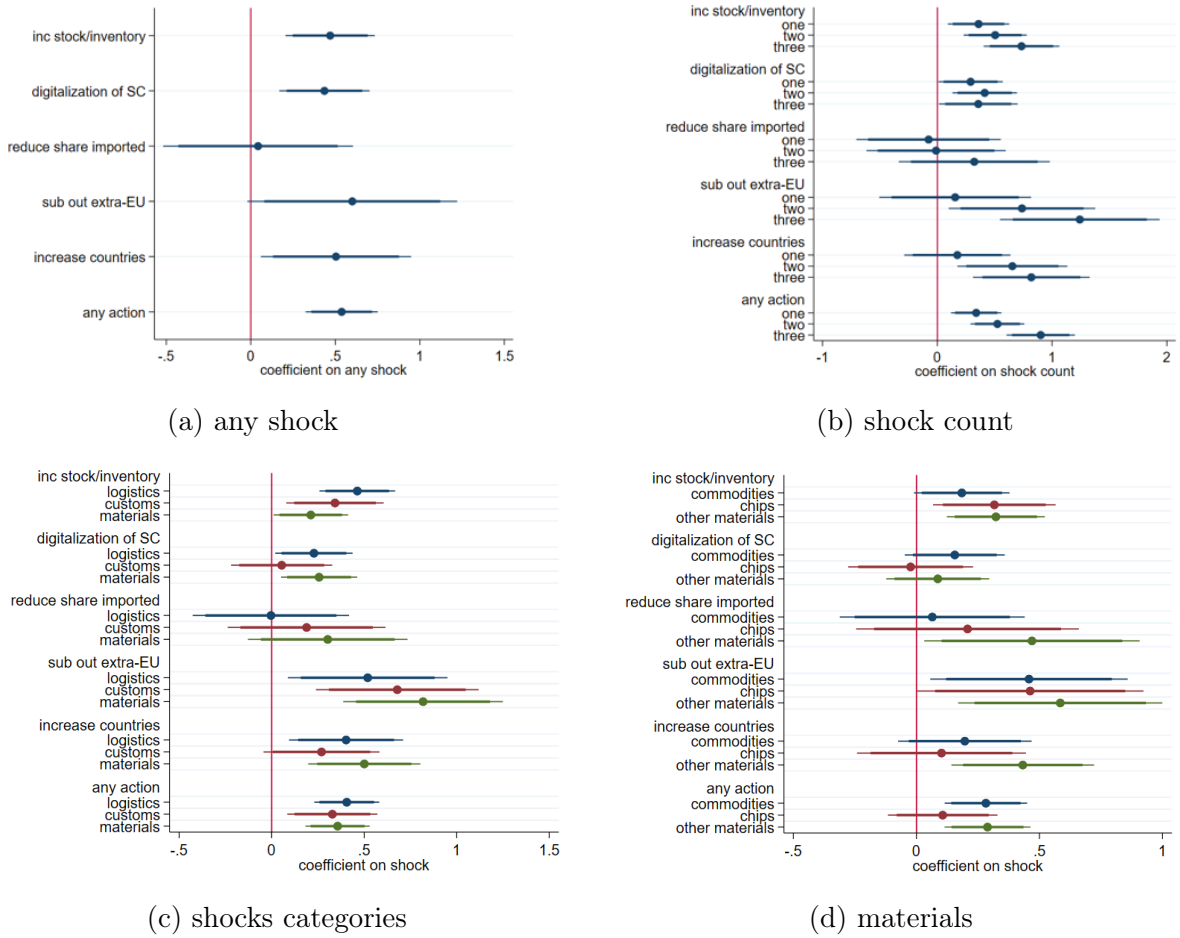 inc stock/inventory
digitalization of SC
reduce share imported
sub out extra-EU
increase countries
any action
-.5 0 .5 1 1.5
coefficient on any shock
(a) any shock
inc stock/inventory
one
two
three
digitalization of SC
one
two
three
reduce share imported
one
two
three
sub out extra-EU
one
two
three
increase countries
one
two
three
any action
one
two
three
-1 0 1 2
coefficient on shock count
(b) shock count
inc stock/inventory
logistics
customs
materials
digitalization of SC
logistics
customs
materials
reduce share imported
logistics
customs
materials
sub out extra-EU
logistics
customs
materials
increase countries
logistics
customs
materials
any action
logistics
customs
materials
-.5 0 .5 1 1.5
coefficient on shock
(c) shocks categories
inc stock/inventory
commodities
chips
other materials
digitalization of SC
commodities
chips
other materials
reduce share imported
commodities
chips
other materials
sub out extra-EU
commodities
chips
other materials
increase countries
commodities
chips
other materials
any action
commodities
chips
other materials
-.5 0 .5 1
coefficient on shock
(d) materials